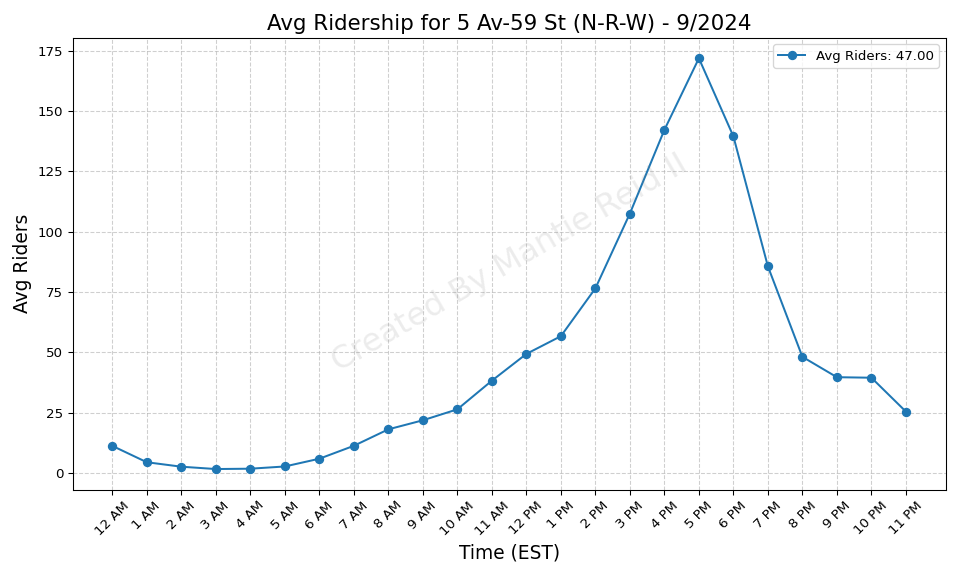 Avg Ridership for 5 Av-59 St (N-R-W) - 9/2024
Avg Riders: 47.00
175
150
125
100
75
50
25
0
Avg Riders
Created By Mantle Reid II
12 AM
1 AM
2 AM
3 AM
4 AM
5 AM
6 AM
7 AM
8 AM
9 AM
10 AM
11 AM
12 PM
1 PM
2 PM
3 PM
4 PM
5 PM
6 PM
7 PM
8 PM
9 PM
10 PM
11 PM
Time (EST)